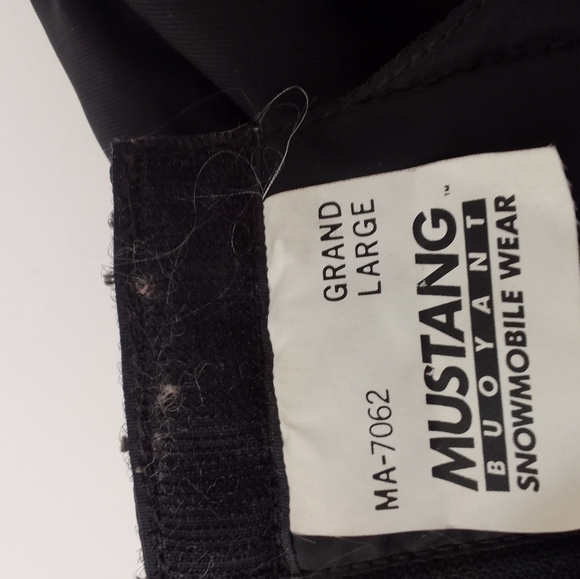 MA-7062
GRAND
LARGE
MUSTANG™
BUOYANT
SNOWMOBILE WEAR